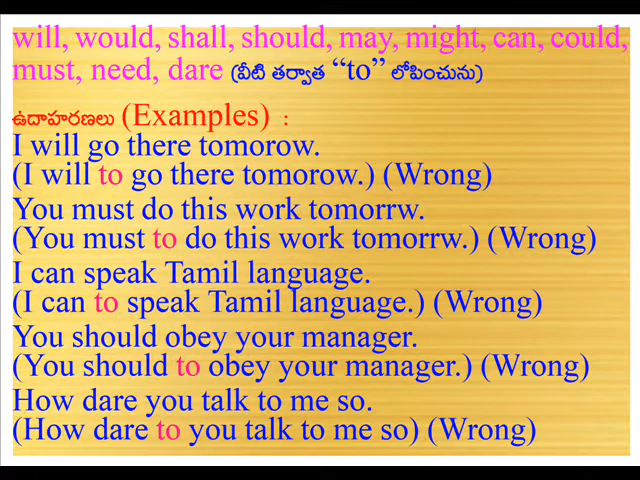 will, would, shall, should, may, might, can, could,
must, need, dare (వీటి తర్వాత “to” లోపించును)
ఉదాహరణలు (Examples) :
I will go there tomorow.
(I will to go there tomorow.) (Wrong)
You must do this work tomorrw.
(You must to do this work tomorrw.) (Wrong)
I can speak Tamil language.
(I can to speak Tamil language.) (Wrong)
You should obey your manager.
(You should to obey your manager.) (Wrong)
How dare you talk to me so.
(How dare to you talk to me so) (Wrong)